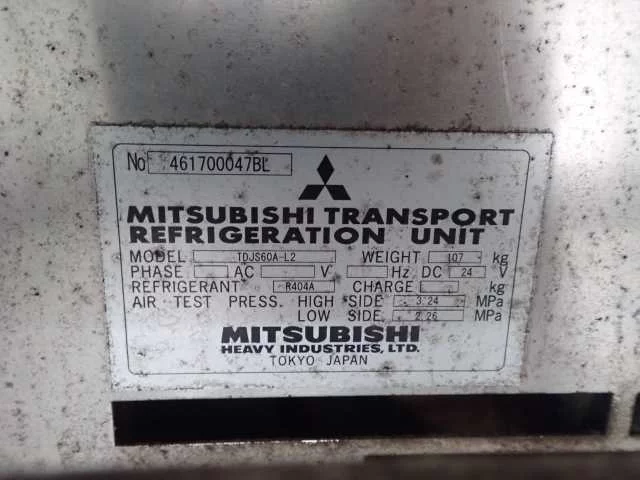 No 461700047BL
MITSUBISHI TRANSPORT
REFRIGERATION UNIT
MODEL TDJS60A-L2 WEIGHT 107 kg
PHASE AC V Hz DC 24 V
REFRIGERANT R404A CHARGE kg
AIR TEST PRESS. HIGH SIDE 3.24 MPa
LOW SIDE 2.26 MPa
MITSUBISHI
HEAVY INDUSTRIES, LTD.
TOKYO JAPAN